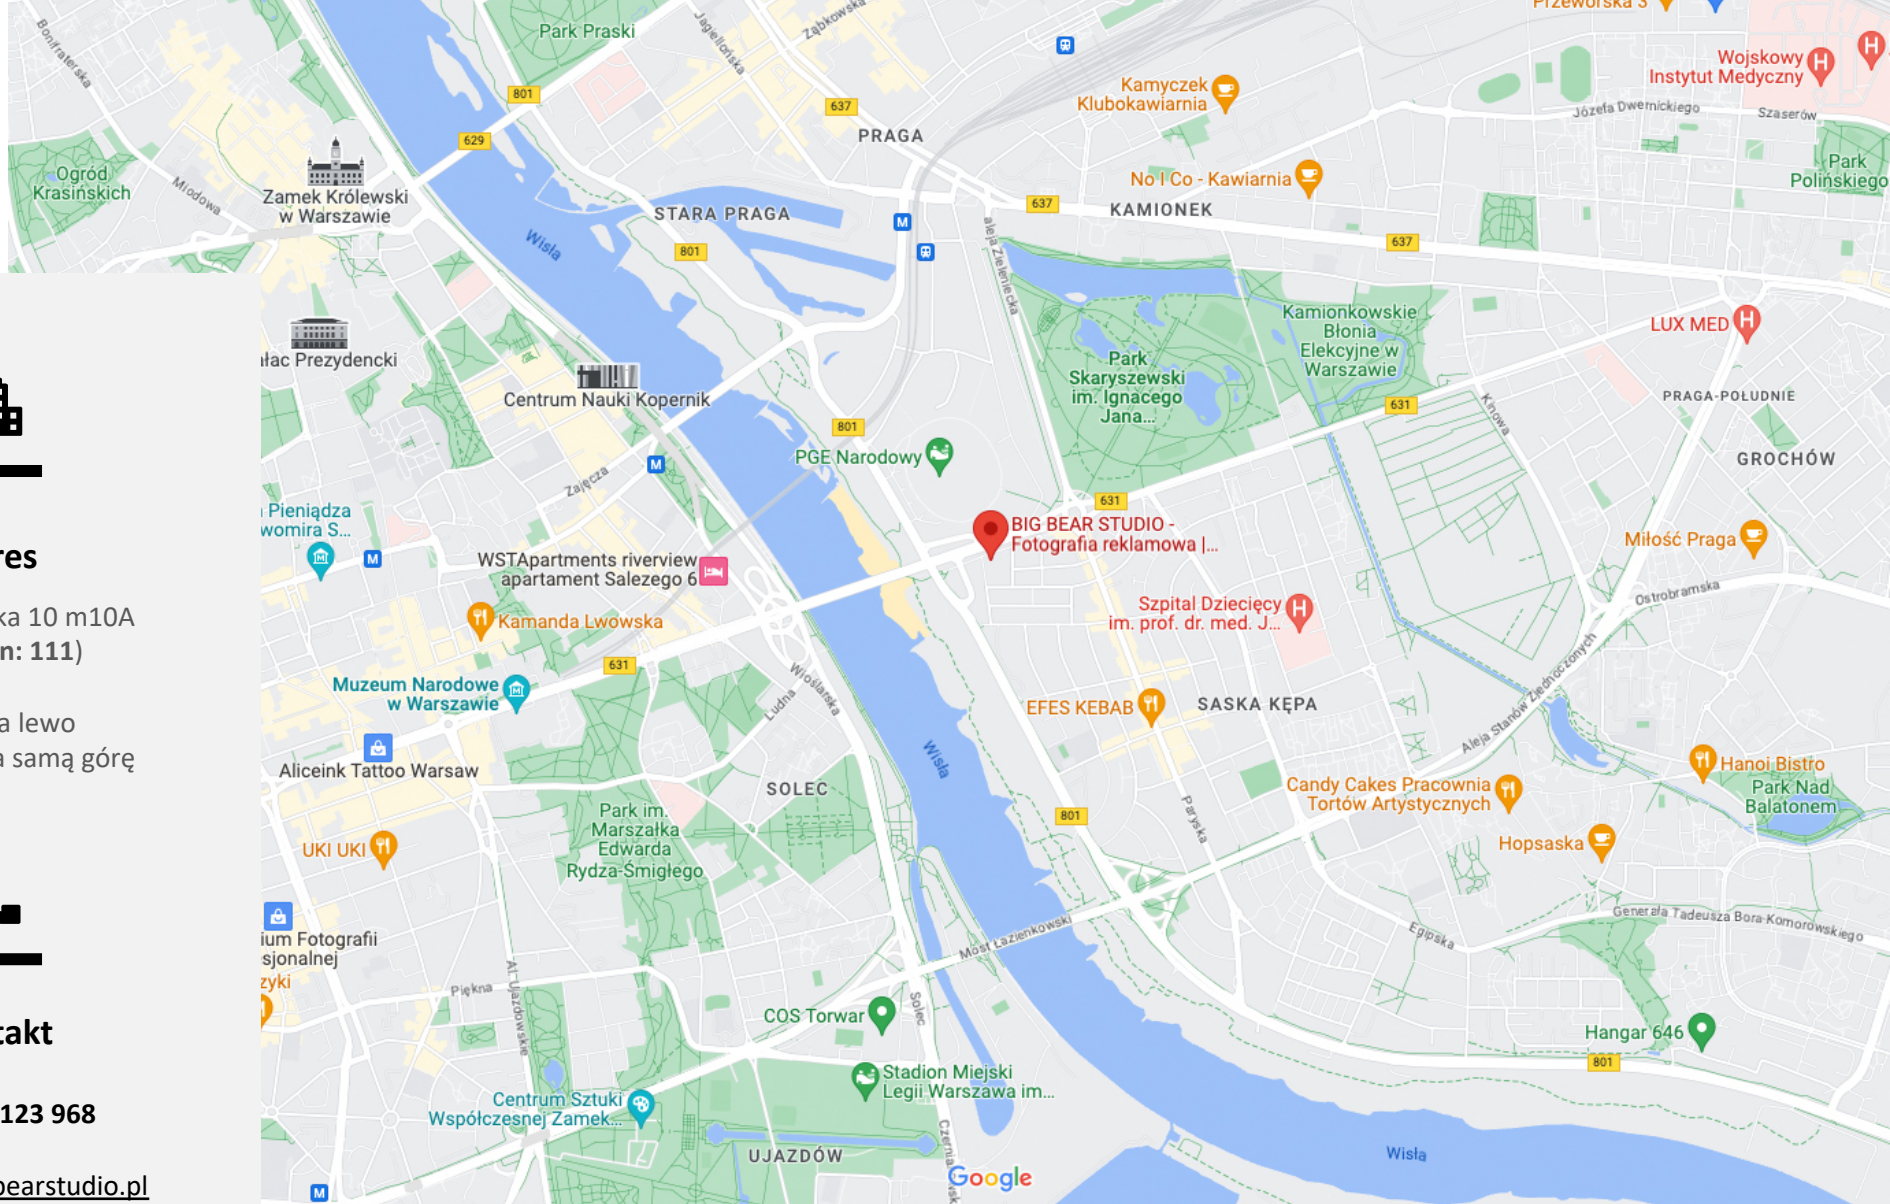 Przeworska 3
Bonifraterska
Park Praski
Jagiellońska
Ząbkowska
Wojskowy
Instytut Medyczny
Kamyczek
Klubokawiarnia
801
637
Józefa Dwernickiego
Szaserów
629
PRAGA
Ogród
Krasińskich
Miodowa
Zamek Królewski
w Warszawie
No I Co - Kawiarnia
Park
Polińskiego
STARA PRAGA
637
KAMIONEK
Wisła
801
637
aleja Zieleniecka
Kamionkowskie
Błonia
Elekcyjne w
Warszawie
LUX MED
łac Prezydencki
Park
Skaryszewski
im. Ignacego
Jana...
Centrum Nauki Kopernik
PRAGA-POŁUDNIE
631
Kinowa
801
PGE Narodowy
GROCHÓW
Zajęcza
631
Pieniądza
womira S...
BIG BEAR STUDIO -
Fotografia reklamowa |...
Miłość Praga
res
WSTApartments riverview
apartament Salezego 6
Ostrobramska
ka 10 m10A
n: 111)
Kamanda Lwowska
Szpital Dziecięcy
im. prof. dr. med. J...
631
Muzeum Narodowe
w Warszawie
Wioślarska
Ludna
EFES KEBAB
SASKA KĘPA
Aleja Stanów Zjednoczonych
a lewo
a samą górę
Aliceink Tattoo Warsaw
Wisła
SOLEC
Candy Cakes Pracownia
Tortów Artystycznych
Hanoi Bistro
Park Nad
Balatonem
801
Paryska
Park im.
Marszałka
Edwarda
Rydza-Śmigłego
UKI UKI
Hopsaska
ium Fotografii
sjonalnej
zyki
Most Łazienkowski
Egipska
Generała Tadeusza Bora-Komorowskiego
Piękna
Al. Ujazdowskie
Solec
COS Torwar
Hangar 646
takt
801
Stadion Miejski
Legii Warszawa im...
Centrum Sztuki
Współczesnej Zamek...
123 968
UJAZDÓW
Wisła
Google
bearstudio.pl